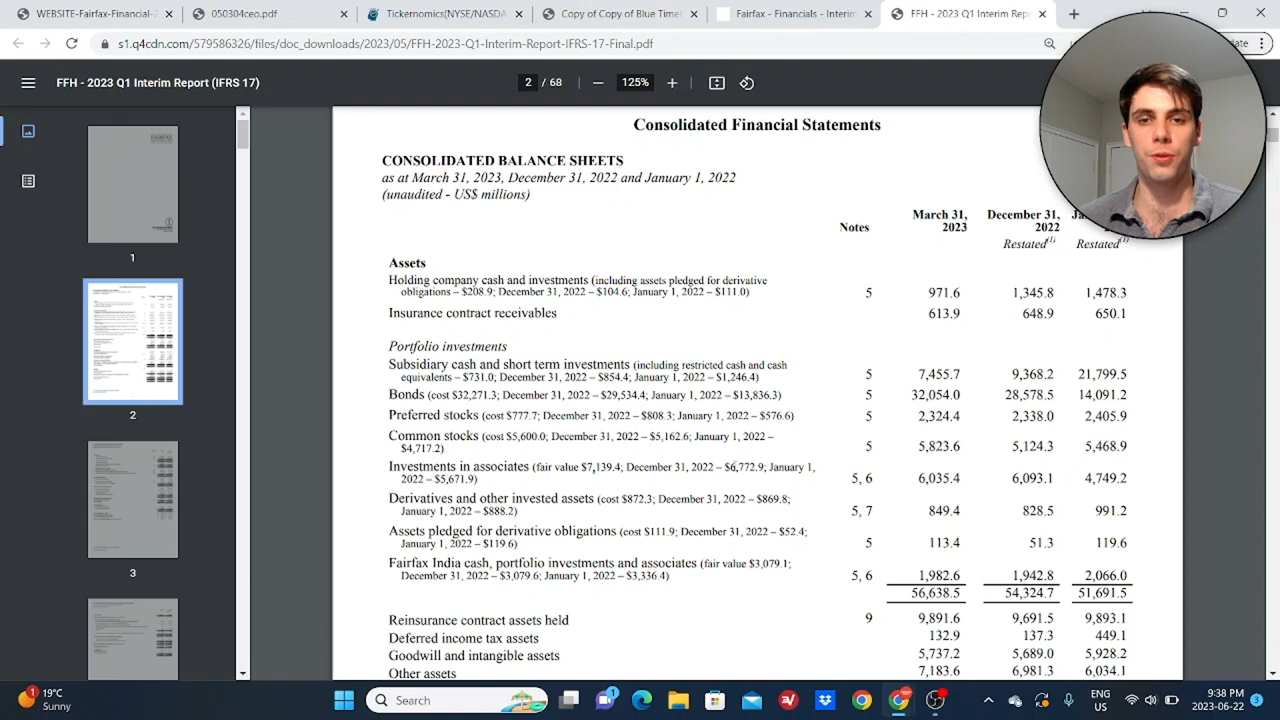 WEBSITE-Fairfax-Financial-2
050304ceo.pdf
Tickernomics(NYSE/NASDA
Copy of Copy of Blue Timel
Fairfax - Financials - Interim
FFH - 2023 Q1 Interim Rep
s1.q4cdn.com/579586326/files/doc_downloads/2023/05/FFH-2023-Q1-Interim-Report-IFRS-17-Final.pdf
FFH - 2023 Q1 Interim Report (IFRS 17)
2 / 68
125%
1
2
3
Consolidated Financial Statements
CONSOLIDATED BALANCE SHEETS
as at March 31, 2023, December 31, 2022 and January 1, 2022
(unaudited - US$ millions)
Notes
March 31,
2023
December 31,
2022
Restated(1)
Restated(1)
Assets
Holding company cash and investments (including assets pledged for derivative
obligations – $208.9; December 31, 2022 – $104.6; January 1, 2022 – $111.0) 5 971.6 1,345.8 1,478.3
Insurance contract receivables 613.9 648.9 650.1
Portfolio investments
Subsidiary cash and short term investments (including restricted cash and cash
equivalents – $731.0; December 31, 2022 – $854.4; January 1, 2022 – $1,246.4) 5 7,455.7 9,368.2 21,799.5
Bonds (cost $32,271.3; December 31, 2022 – $29,534.4; January 1, 2022 – $13,836.3) 5 32,054.0 28,578.5 14,091.2
Preferred stocks (cost $777.7; December 31, 2022 – $808.3; January 1, 2022 – $576.6) 5 2,324.4 2,338.0 2,405.9
Common stocks (cost $5,600.0; December 31, 2022 – $5,162.6; January 1, 2022 –
$4,717.2) 5 5,823.6 5,124.3 5,468.9
Investments in associates (fair value $7,139.4; December 31, 2022 – $6,772.9; January 1,
2022 – $5,671.9) 5, 6 6,035.4 6,093.1 4,749.2
Derivatives and other invested assets (cost $872.3; December 31, 2022 – $869.8;
January 1, 2022 – $888.2) 5, 7 849.4 828.5 991.2
Assets pledged for derivative obligations (cost $111.9; December 31, 2022 – $52.4;
January 1, 2022 – $119.6) 5 113.4 51.3 119.6
Fairfax India cash, portfolio investments and associates (fair value $3,079.1;
December 31, 2022 – $3,079.6; January 1, 2022 – $3,336.4) 5, 6 1,982.6 1,942.8 2,066.0
56,638.5 54,324.7 51,691.5
Reinsurance contract assets held 9 9,891.6 9,691.5 9,893.1
Deferred income tax assets 132.9 137.3 449.1
Goodwill and intangible assets 5,737.2 5,689.0 5,928.2
Other assets 7,183.6 6,981.3 6,034.1
1
19°C
Sunny
Search
1
ENG
US
9:38 PM
2023-06-22
3